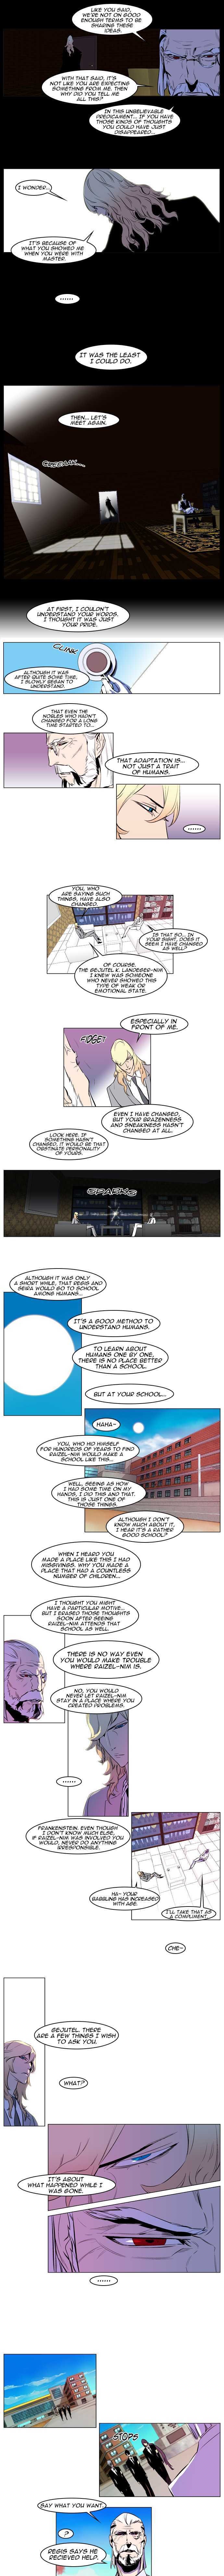 LIKE YOU SAID,
WE'RE NOT ON GOOD
ENOUGH TERMS TO BE
SHARING THESE
IDEAS.
WITH THAT SAID, IT'S
NOT LIKE YOU ARE EXPECTING
SOMETHING FROM ME. THEN
WHY DID YOU TELL ME
ALL THIS?
IN THIS UNBELIEVABLE
PREDICAMENT... IF YOU HAVE
THOSE KINDS OF THOUGHTS
YOU COULD HAVE JUST
DISAPPEARED...
I WONDER...
IT'S BECAUSE OF
WHAT YOU SHOWED ME
WHEN YOU WERE WITH
MASTER.
......
IT WAS THE LEAST
I COULD DO.
THEN... LET'S
MEET AGAIN.
CREEAAK...
AT FIRST, I COULDN'T
UNDERSTAND YOUR WORDS.
I THOUGHT IT WAS JUST
YOUR PRIDE.
CLINK
ALTHOUGH IT WAS
AFTER QUITE SOME TIME,
I SLOWLY BEGAN TO
UNDERSTAND.
THAT EVEN THE
NOBLES WHO HADN'T
CHANGED FOR A LONG
TIME STARTED TO...
THAT ADAPTATION IS...
NOT JUST A TRAIT
OF HUMANS.
......
YOU, WHO
ARE SAYING SUCH
THINGS, HAVE ALSO
CHANGED.
IS THAT SO... IN
YOUR SIGHT, DOES IT
SEEM I HAVE CHANGED
AS WELL?
OF COURSE.
THE GEJUTEL K. LANDEGRE-NIM
I KNEW WAS SOMEONE
WHO NEVER SHOWED THIS
TYPE OF WEAK OR
EMOTIONAL STATE.
ESPECIALLY IN
FRONT OF ME.
EDGE?
EVEN I HAVE CHANGED,
BUT YOUR BRAZENNESS
AND SNEAKINESS HASN'T
CHANGED AT ALL.
LOOK HERE, IF
SOMETHING HASN'T
CHANGED, IT WOULD BE THAT
OBSTINATE PERSONALITY
OF YOURS.
SPARKS
ALTHOUGH IT WAS ONLY
A SHORT WHILE, THAT REGIS AND
SEIRA WOULD GO TO SCHOOL
AMONG HUMANS...
IT'S A GOOD METHOD TO
UNDERSTAND HUMANS.
TO LEARN ABOUT
HUMANS ONE BY ONE,
THERE IS NO PLACE BETTER
THAN A SCHOOL.
BUT AT YOUR SCHOOL...
HAHA~
YOU, WHO HID HIMSELF
FOR HUNDREDS OF YEARS TO FIND
RAIZEL-NIM WOULD MAKE A
SCHOOL LIKE THIS...
WELL, SEEING AS HOW
I HAD SOME TIME ON MY
HANDS, I DID THIS AND THAT.
THIS IS JUST ONE OF
THOSE THINGS.
ALTHOUGH I DON'T
KNOW MUCH ABOUT IT,
I HEAR IT'S A RATHER
GOOD SCHOOL?
WHEN I HEARD YOU
MADE A PLACE LIKE THIS I HAD
MISGIVINGS. WHY YOU MADE A
PLACE THAT HAD A COUNTLESS
NUMBER OF CHILDREN...
I THOUGHT YOU MIGHT
HAVE A PARTICULAR MOTIVE...
BUT I ERASED THOSE THOUGHTS
SOON AFTER SEEING
RAIZEL-NIM ATTENDS THAT
SCHOOL AS WELL.
THERE IS NO WAY EVEN
YOU WOULD MAKE TROUBLE
WHERE RAIZEL-NIM IS.
NO, YOU WOULD
NEVER LET RAIZEL-NIM
STAY IN A PLACE WHERE YOU
CREATED PROBLEMS.
......
FRANKENSTEIN. EVEN THOUGH
I DON'T KNOW MUCH ELSE,
IF RAIZEL-NIM WAS INVOLVED YOU
WOULD, NEVER DO ANYTHING
IRRESPONSIBLE.
HA~ YOUR
BABBLING HAS INCREASED
WITH AGE.
I'LL TAKE THAT AS
A COMPLIMENT.
CHE~
GEJUTEL. THERE
ARE A FEW THINGS I WISH
TO ASK YOU.
WHAT?
IT'S ABOUT
WHAT HAPPENED WHILE I
WAS GONE.
......
STOPS
SAY WHAT YOU WANT.
?
REGIS SAYS HE
RECIEVED HELP.